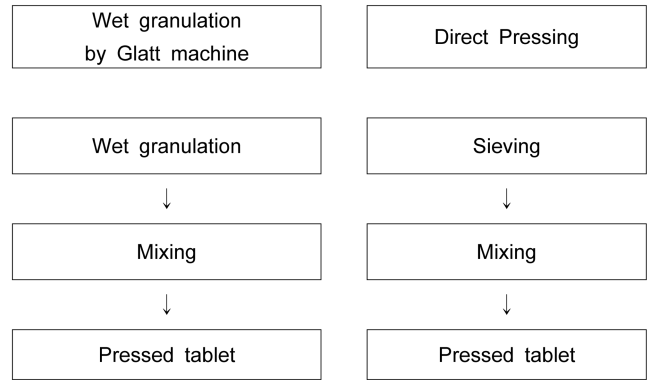 Wet granulation
by Glatt machine
Direct Pressing
Wet granulation
Sieving
↓
↓
Mixing
Mixing
↓
↓
Pressed tablet
Pressed tablet